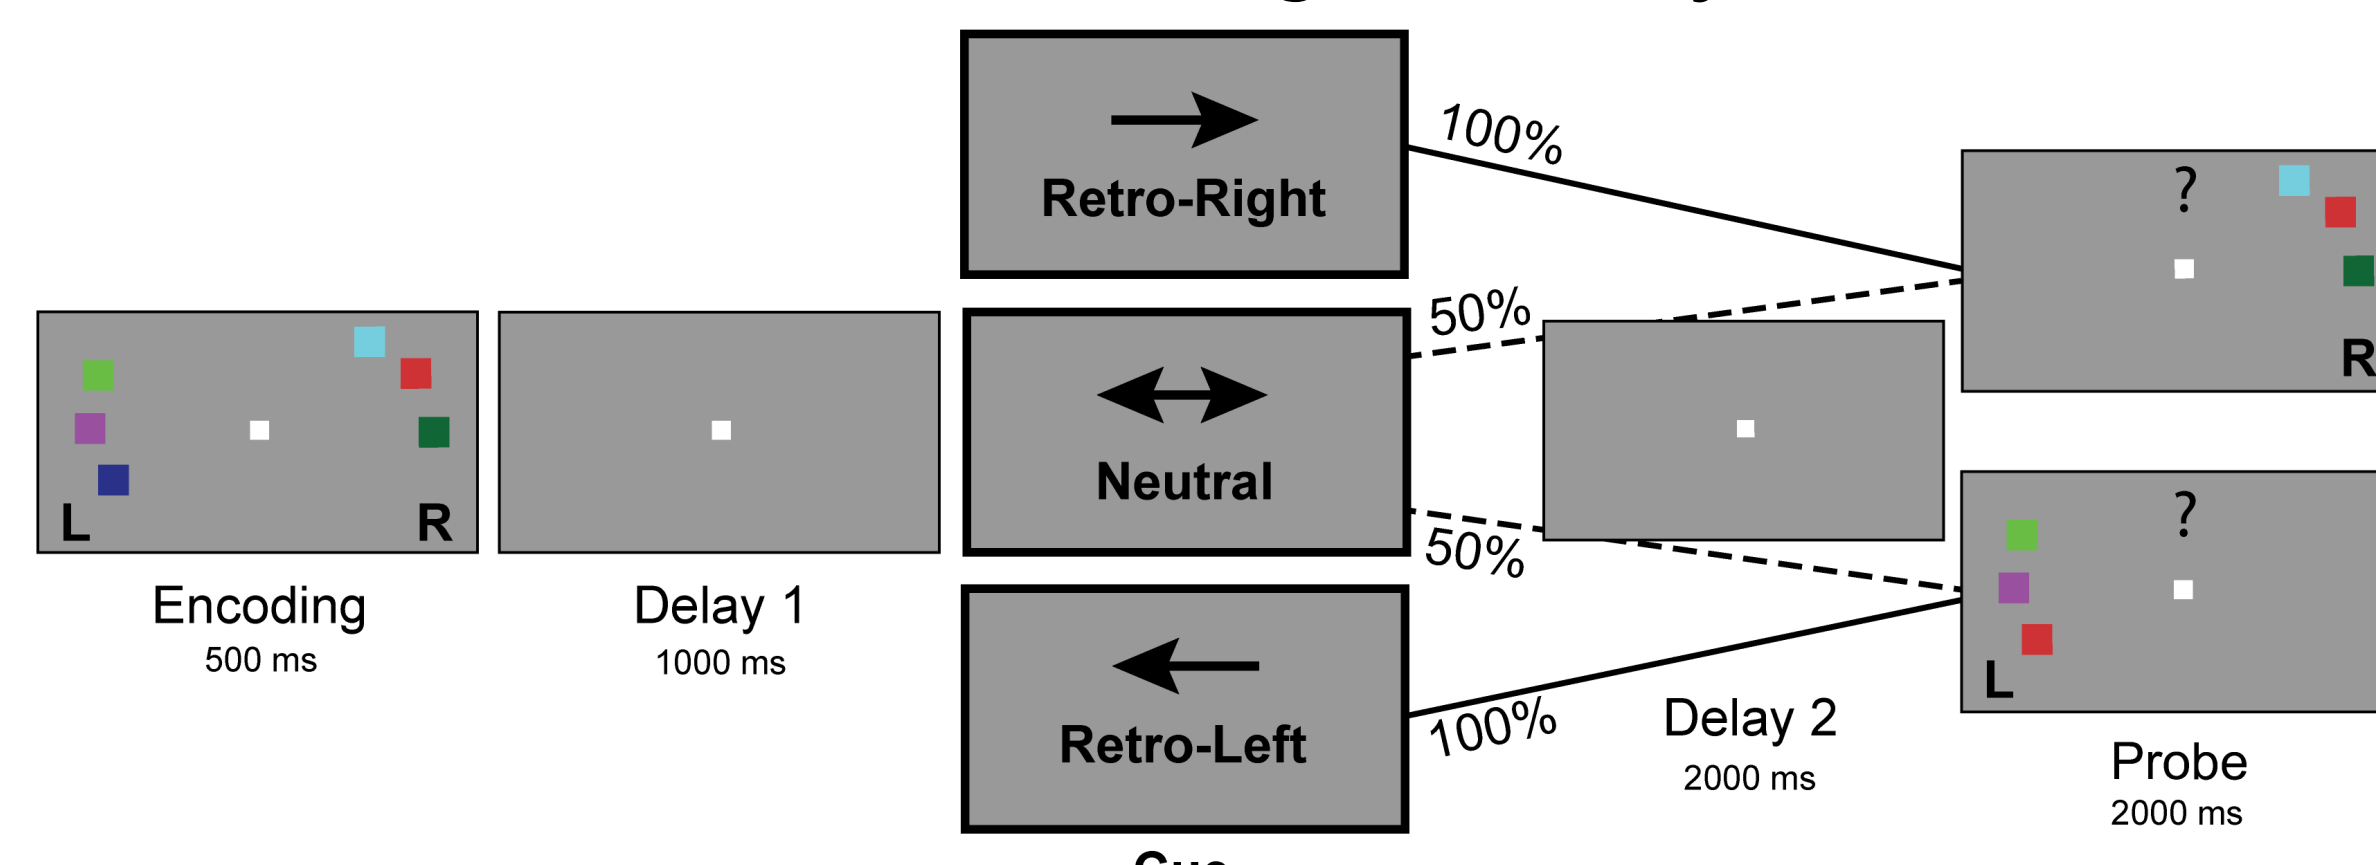 L
R
Encoding
500 ms
Delay 1
1000 ms
Retro-Right
Neutral
Retro-Left
100%
50%
50%
100%
Delay 2
2000 ms
?
R
?
L
Probe
2000 ms